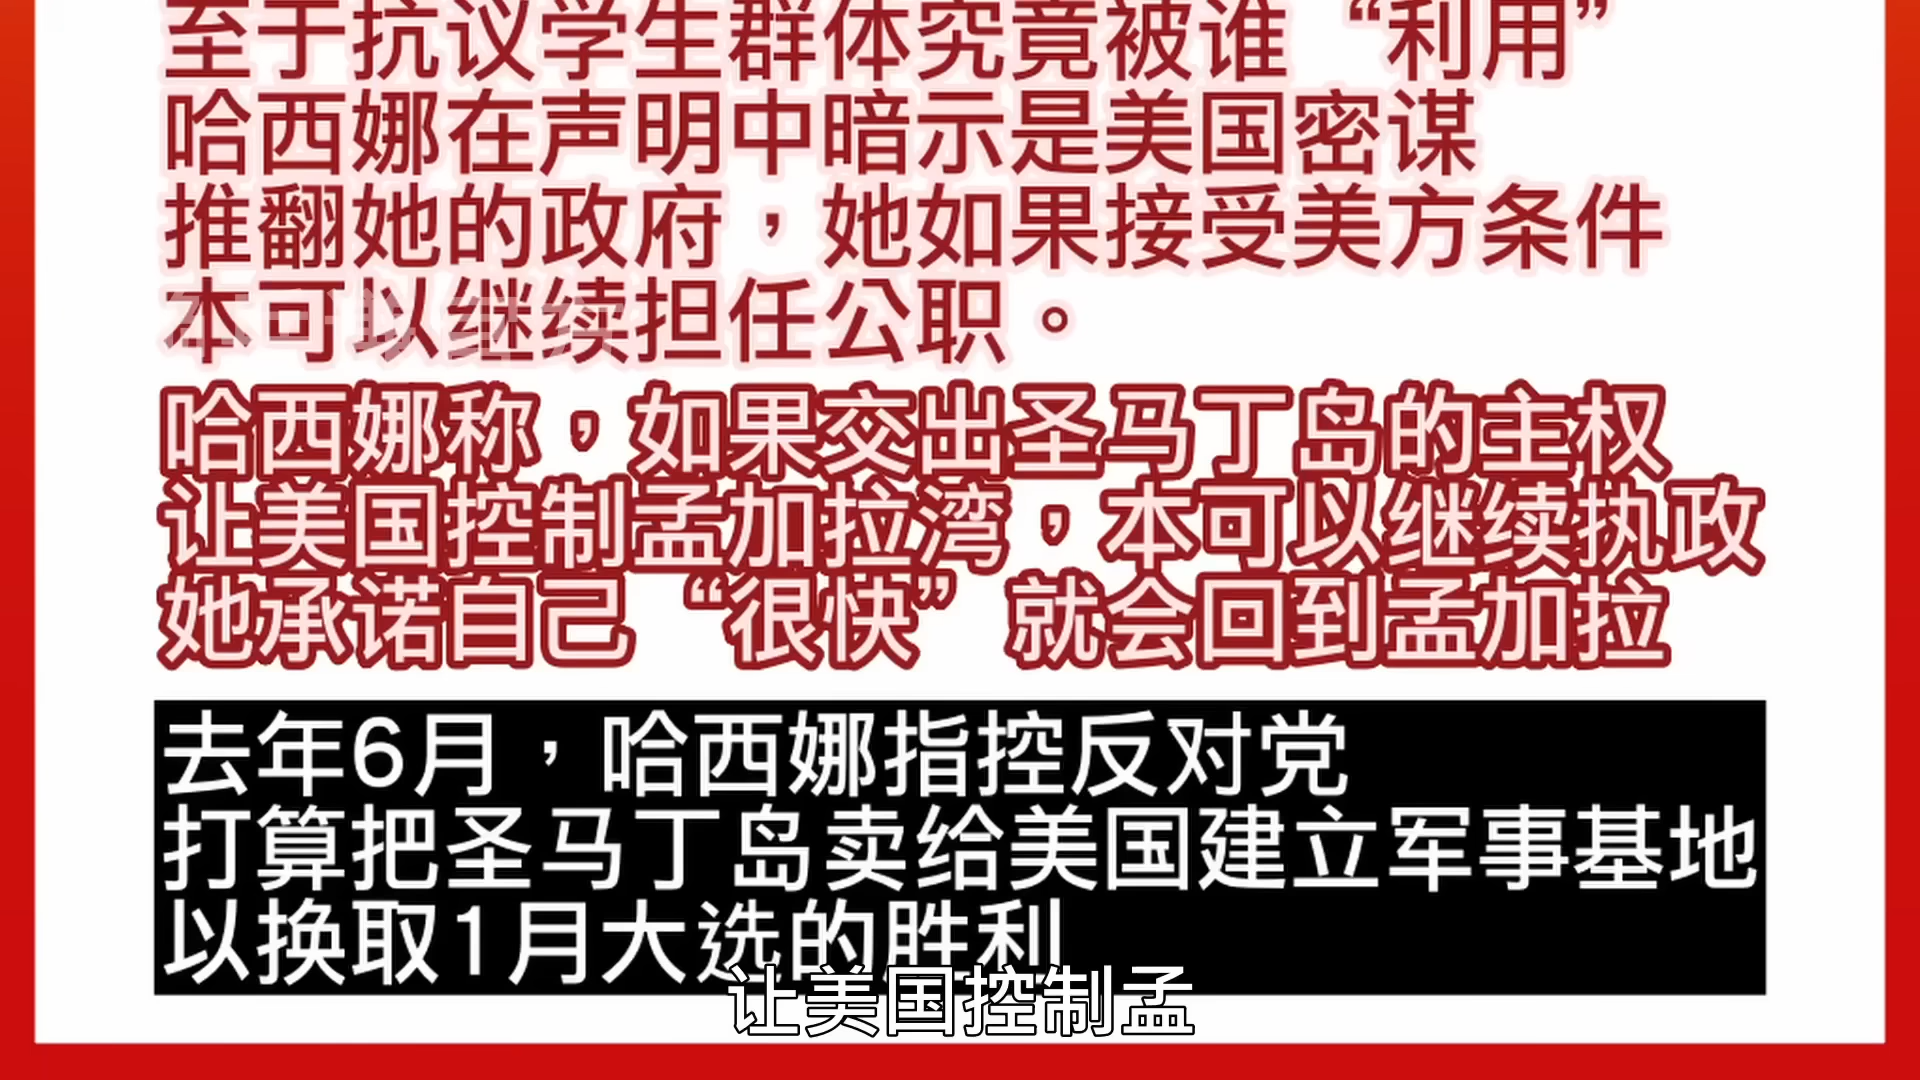 至于抗议学生群体究竟被谁“利用”
哈西娜在声明中暗示是美国密谋
推翻她的政府，她如果接受美方条件
本可以继续担任公职。
哈西娜称，如果交出圣马丁岛的主权
让美国控制孟加拉湾，本可以继续执政
她承诺自己“很快”就会回到孟加拉
去年6月，哈西娜指控反对党
打算把圣马丁岛卖给美国建立军事基地
以换取1月大选的胜利
让美国控制孟